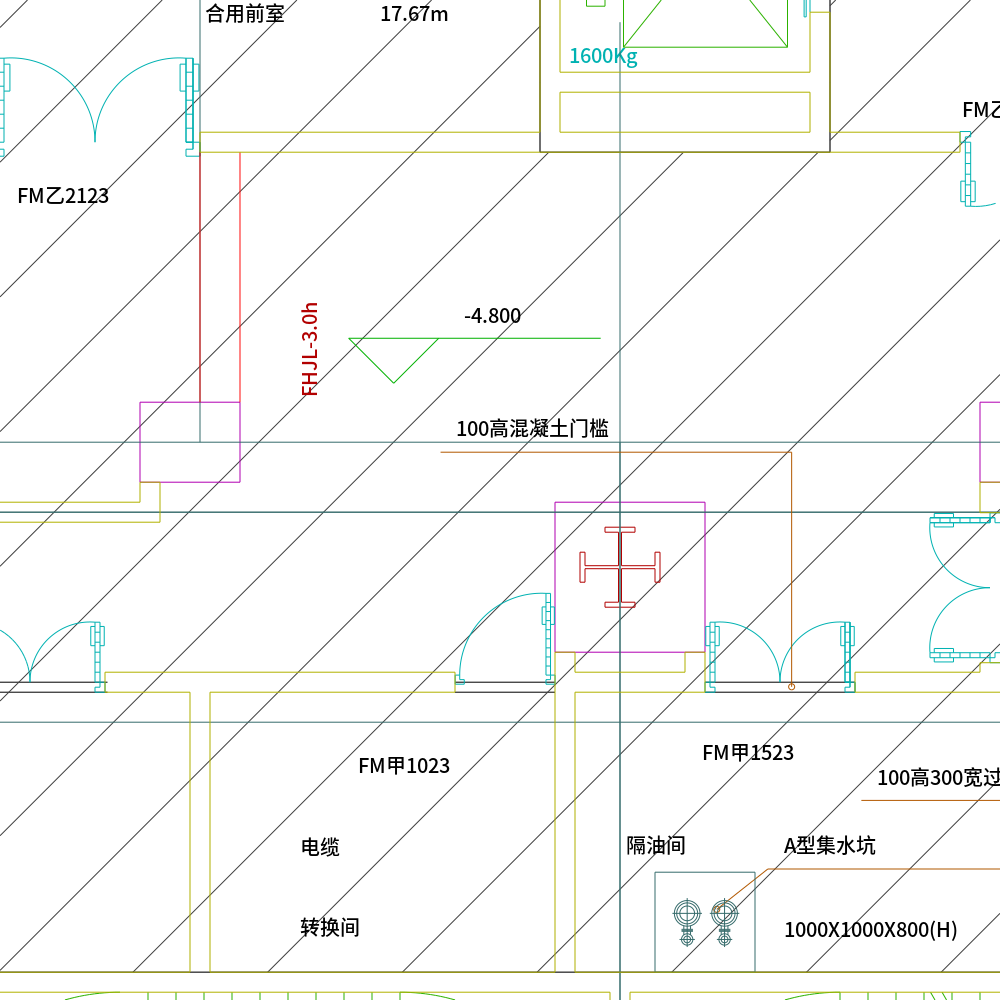 合用前室
17.67m
1600Kg
FM乙
FM乙2123
FHJL-3.0h
-4.800
100高混凝土门槛
FM甲1523
FM甲1023
100高300宽过
电缆
隔油间
A型集水坑
转换间
1000X1000X800(H)